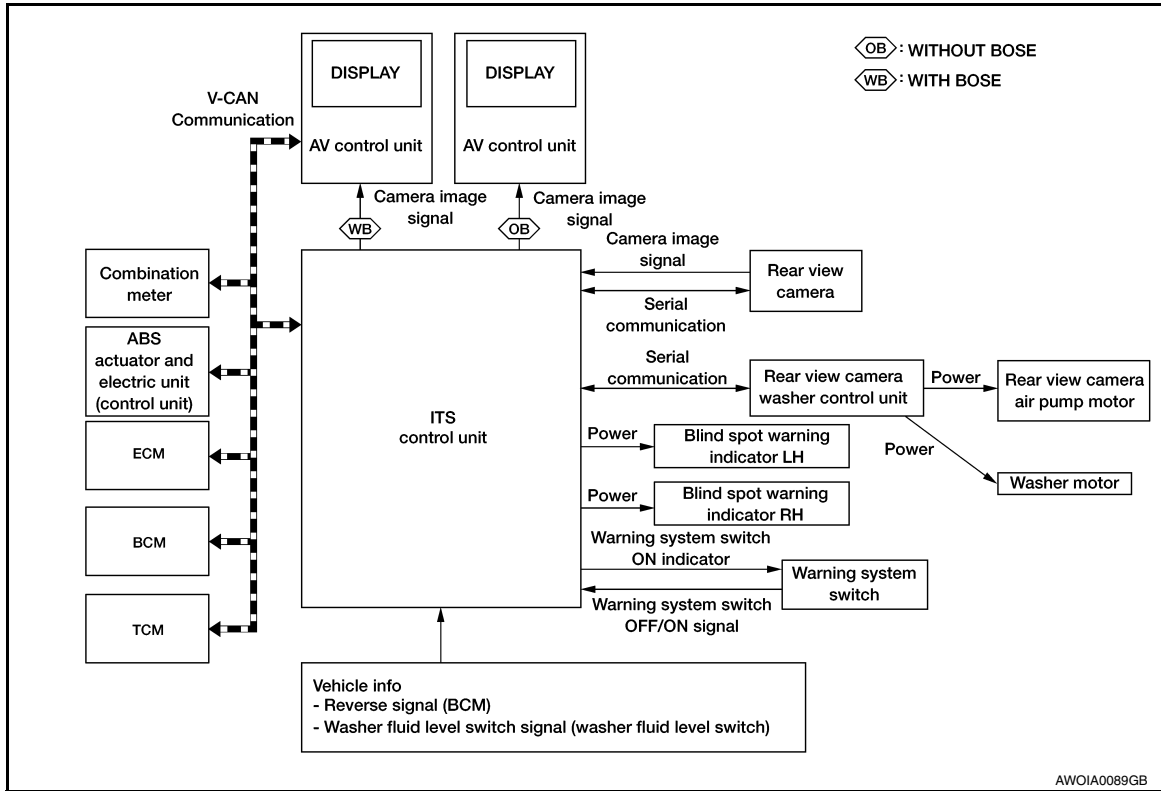 DISPLAY
AV control unit
DISPLAY
AV control unit
OB : WITHOUT BOSE
WB : WITH BOSE
V-CAN
Communication
Camera image
signal
WB
Camera image
signal
OB
Combination
meter
ABS
actuator and
electric unit
(control unit)
ECM
BCM
TCM
ITS
control unit
Camera image
signal
Serial
communication
Rear view
camera
Serial
communication
Rear view camera
washer control unit
Power
Rear view camera
air pump motor
Power
Washer motor
Power
Blind spot warning
indicator LH
Power
Blind spot warning
indicator RH
Warning system switch
ON indicator
Warning system switch
OFF/ON signal
Warning system
switch
Vehicle info
- Reverse signal (BCM)
- Washer fluid level switch signal (washer fluid level switch)
AWOIA0089GB